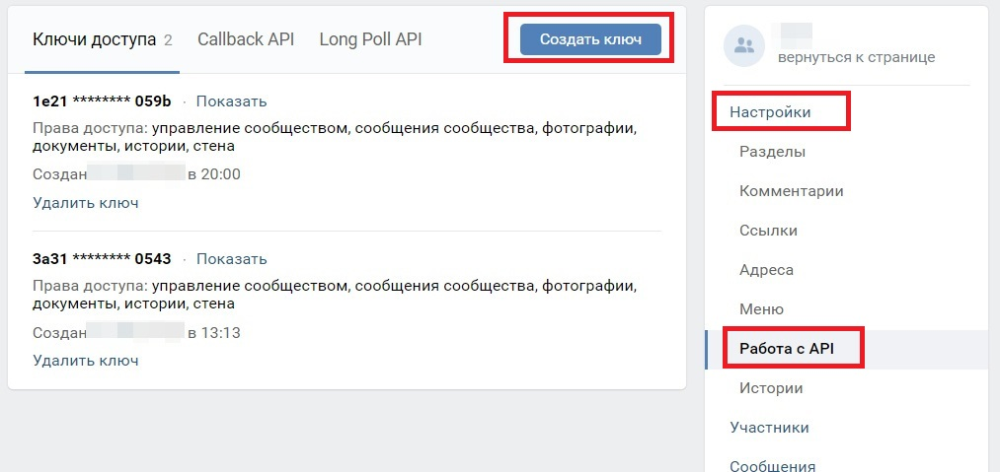 Ключи доступа 2 Callback API Long Poll API Создать ключ
1e21 ******** 059b · Показать
Права доступа: управление сообществом, сообщения сообщества, фотографии,
документы, истории, стена
Создан в 20:00
Удалить ключ
3a31 ******** 0543 · Показать
Права доступа: управление сообществом, сообщения сообщества, фотографии,
документы, истории, стена
Создан в 13:13
Удалить ключ
вернуться к странице
Настройки
Разделы
Комментарии
Ссылки
Адреса
Меню
Работа с API
Истории
Участники
Сообщения